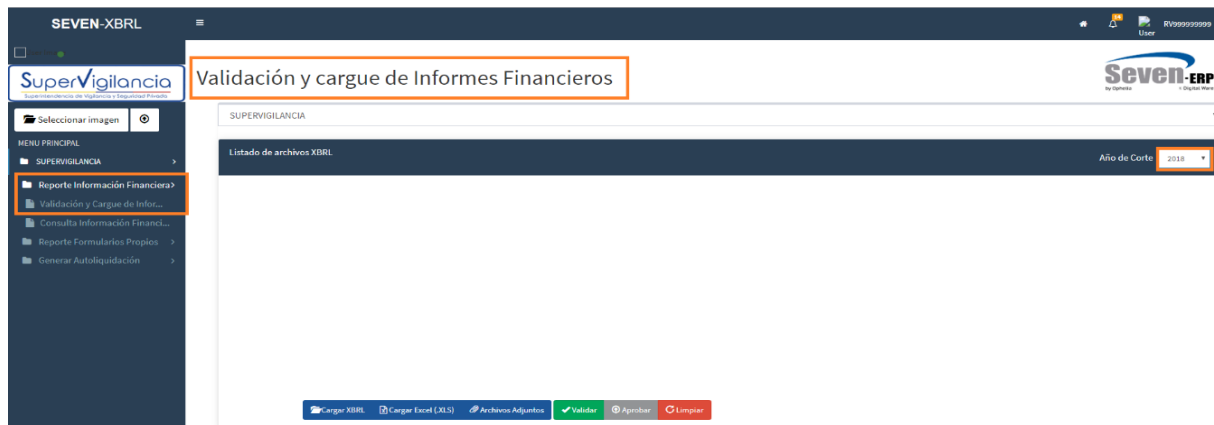 SEVEN-XBRL
User
RV999999999
SuperVigilancia
Superintendencia de Vigilancia y Seguridad Privada
Validación y cargue de Informes Financieros
Seven-ERP
by Ophelia
Seleccionar imagen
SUPERVIGILANCIA
MENU PRINCIPAL
SUPERVIGILANCIA
Listado de archivos XBRL
Año de Corte
2018
Reporte Información Financiera
Validación y Cargue de Infor...
Consulta Información Financi...
Reporte Formularios Propios
Generar Autoliquidación
Cargar XBRL
Cargar Excel (.XLS)
Archivos Adjuntos
Validar
Aprobar
Limpiar